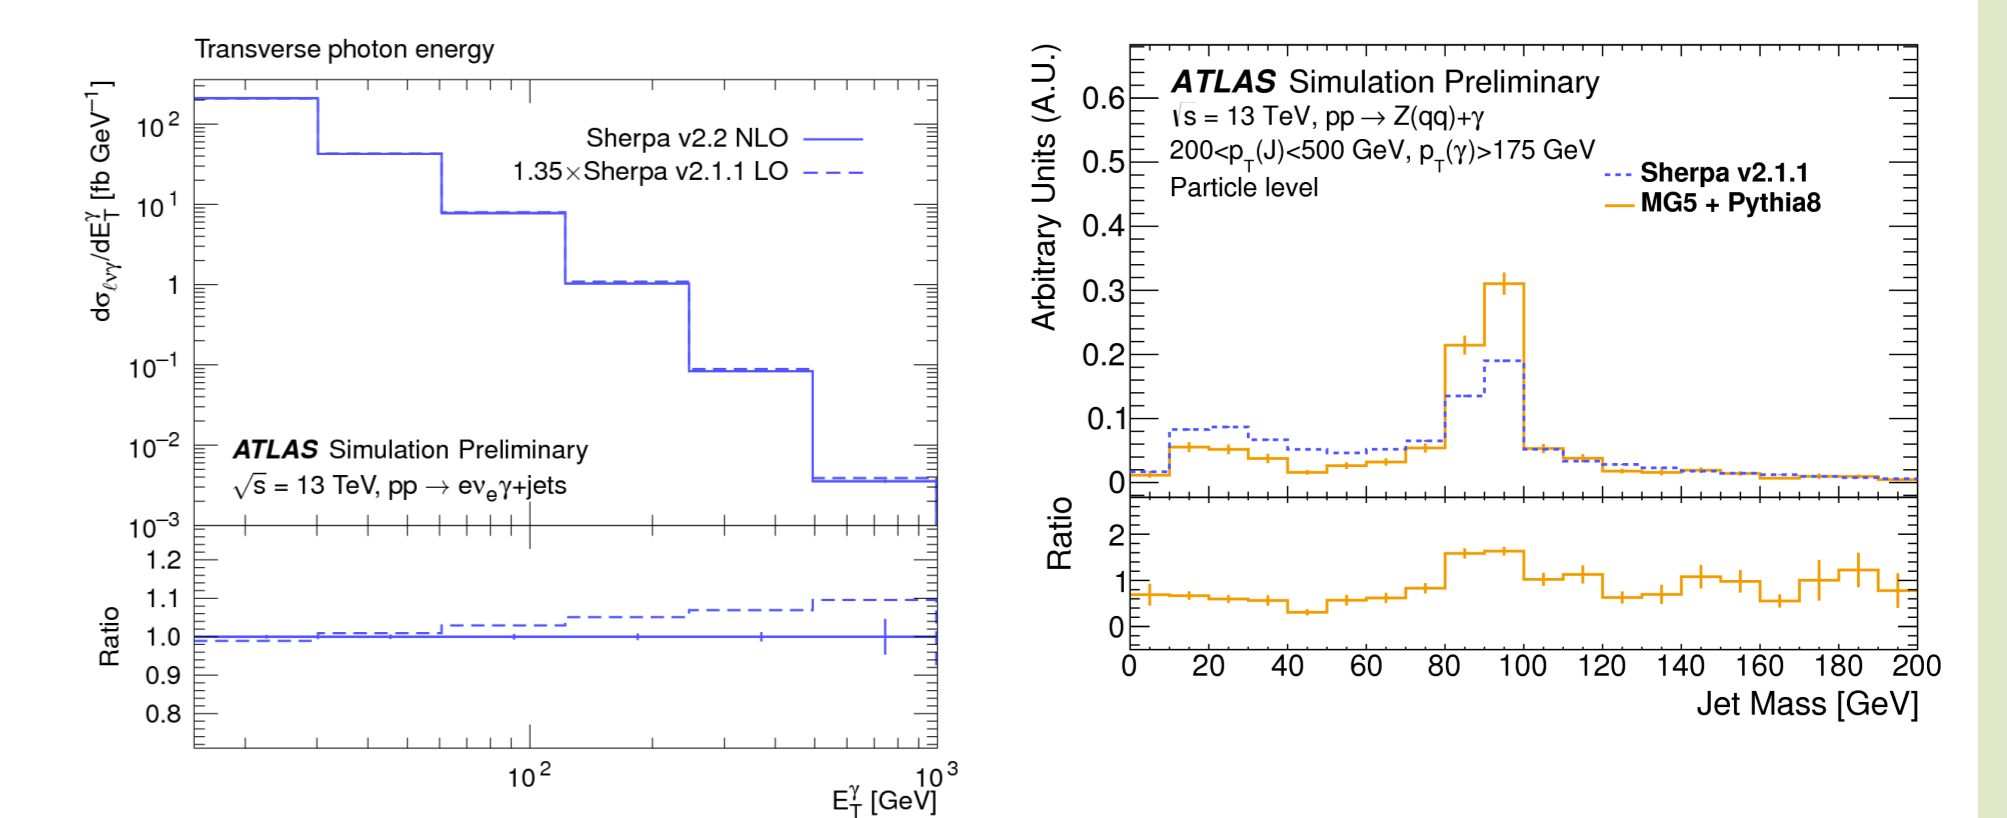 Transverse photon energy
dσℓνγ/dE_T^γ [fb GeV⁻¹]
10²
10¹
1
10⁻¹
10⁻²
10⁻³
Sherpa v2.2 NLO
1.35×Sherpa v2.1.1 LO
ATLAS Simulation Preliminary
√s = 13 TeV, pp → eνₑγ+jets
Ratio
1.2
1.1
1.0
0.9
0.8
10² 10³
E_T^γ [GeV]
Arbitrary Units (A.U.)
0.6
0.5
0.4
0.3
0.2
0.1
0
ATLAS Simulation Preliminary
√s = 13 TeV, pp → Z(qq)+γ
200<p_T(J)<500 GeV, p_T(γ)>175 GeV
Particle level
Sherpa v2.1.1
MG5 + Pythia8
Ratio
2
1
0
0 20 40 60 80 100 120 140 160 180 200
Jet Mass [GeV]